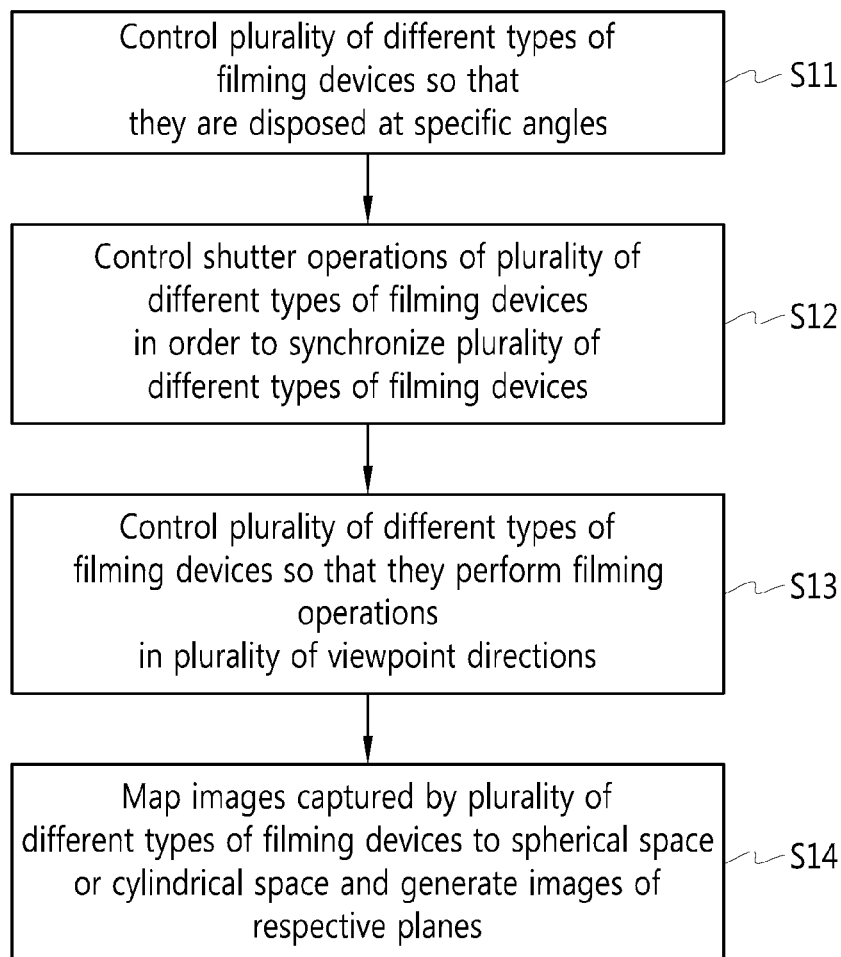 Control plurality of different types of
filming devices so that
they are disposed at specific angles
S11
Control shutter operations of plurality of
different types of filming devices
in order to synchronize plurality of
different types of filming devices
S12
Control plurality of different types of
filming devices so that they perform filming
operations
in plurality of viewpoint directions
S13
Map images captured by plurality of
different types of filming devices to spherical space
or cylindrical space and generate images of
respective planes
S14